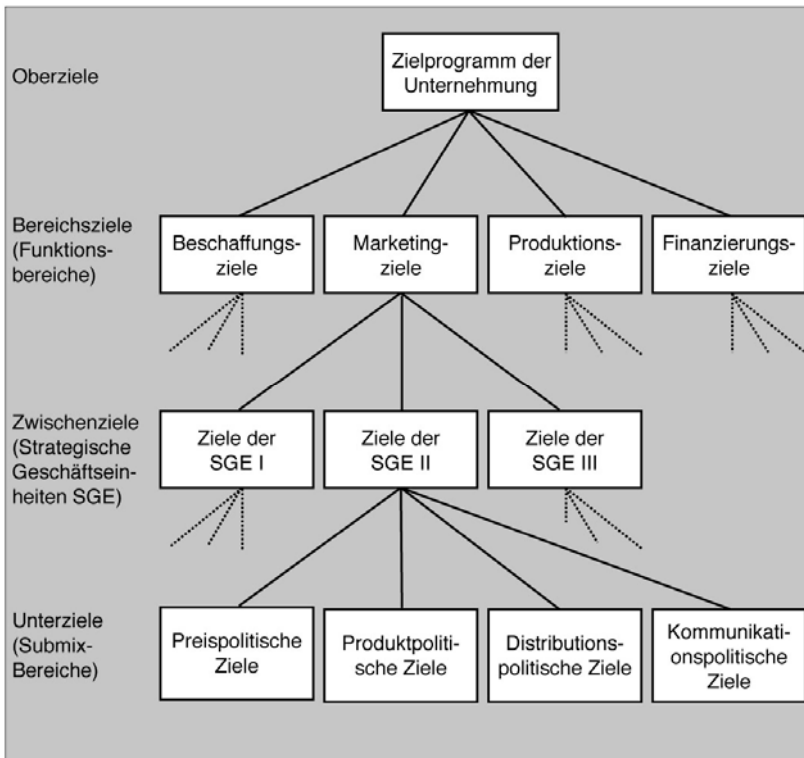 Oberziele
Zielprogramm der
Unternehmung
Bereichsziele
(Funktions-
bereiche)
Beschaffungs-
ziele
Marketing-
ziele
Produktions-
ziele
Finanzierungs-
ziele
Zwischenziele
(Strategische
Geschäftsein-
heiten SGE)
Ziele der
SGE I
Ziele der
SGE II
Ziele der
SGE III
Unterziele
(Submix-
Bereiche)
Preispolitische
Ziele
Produktpoliti-
sche Ziele
Distributions-
politische Ziele
Kommunikati-
onspolitische
Ziele